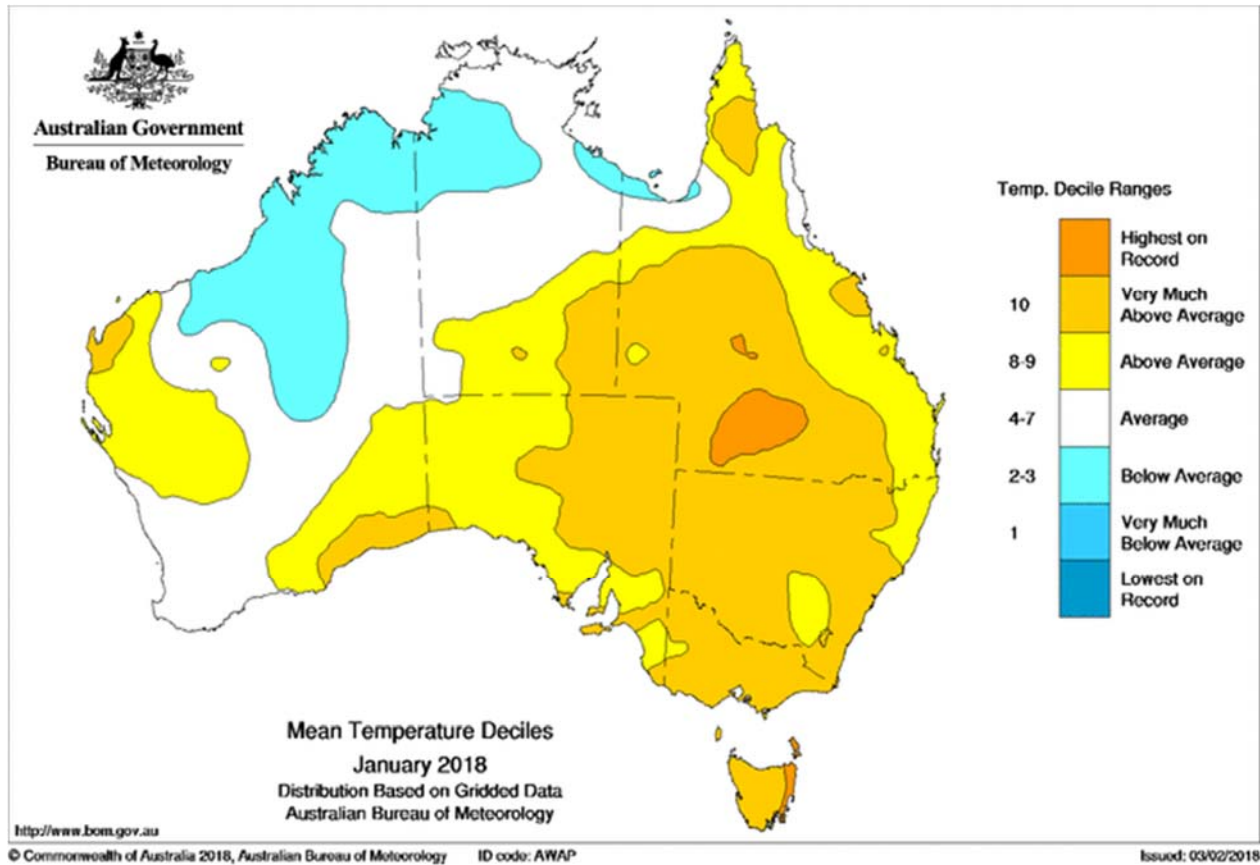 Australian Government
Bureau of Meteorology
Temp. Decile Ranges
Highest on
Record
10
Very Much
Above Average
8-9
Above Average
4-7
Average
2-3
Below Average
1
Very Much
Below Average
Lowest on
Record
Mean Temperature Deciles
January 2018
Distribution Based on Gridded Data
Australian Bureau of Meteorology
http://www.bom.gov.au
© Commonwealth of Australia 2018, Australian Bureau of Meteorology ID code: AWAP Issued: 03/02/2018